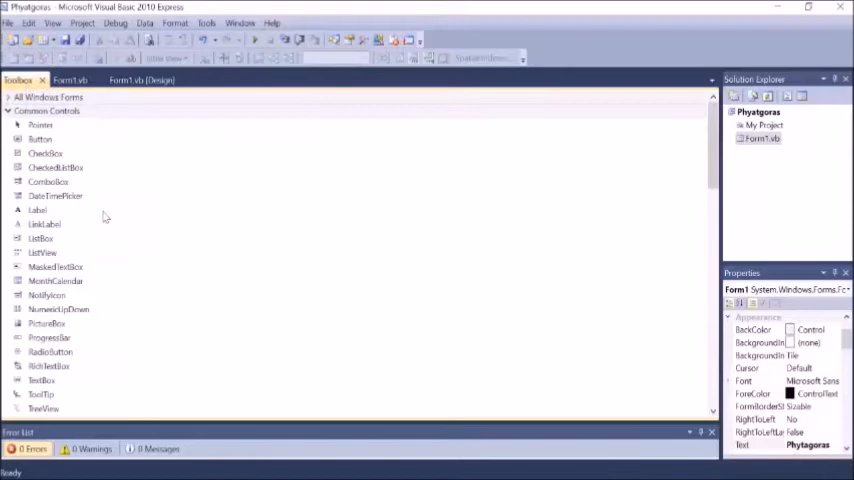 Phyatgoras - Microsoft Visual Basic 2010 Express
File Edit View Project Debug Data Format Tools Window Help
Toolbox Form1.vb Form1.vb [Design]
All Windows Forms
Common Controls
Pointer
Button
CheckBox
CheckedListBox
ComboBox
DateTimePicker
Label
LinkLabel
ListBox
ListView
MaskedTextBox
MonthCalendar
NotifyIcon
NumericUpDown
PictureBox
ProgressBar
RadioButton
RichTextBox
TextBox
ToolTip
TreeView
Solution Explorer
Phyatgoras
My Project
Form1.vb
Properties
Form1 System.Windows.Forms.Fc
Appearance
BackColor Control
BackgroundIn (none)
BackgroundIn Tile
Cursor Default
Font Microsoft Sans
ForeColor ControlText
FormBorderSt Sizable
RightToLeft No
RightToLeftLa False
Text Phytagoras
Error List
0 Errors 0 Warnings 0 Messages
Ready